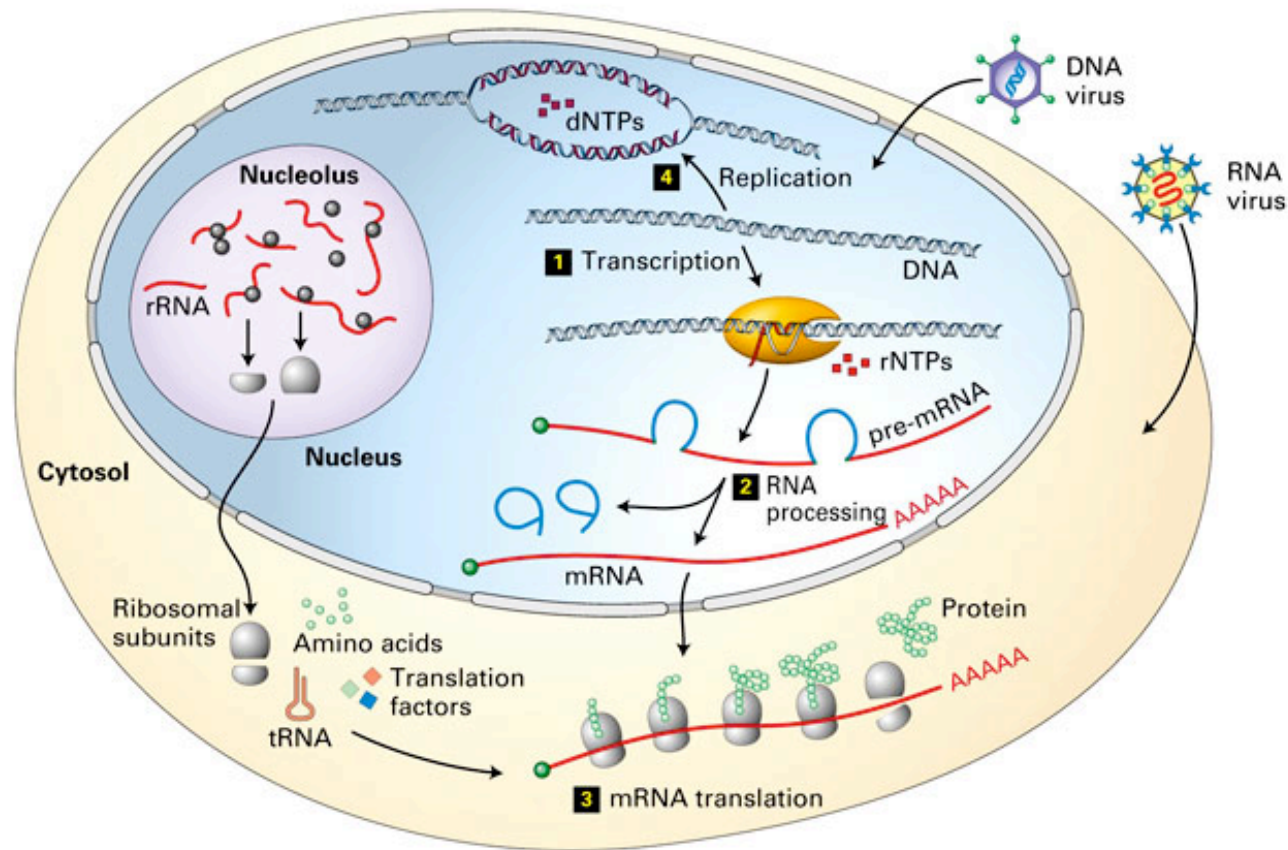 DNA
virus
dNTPs
4 Replication
RNA
virus
Nucleolus
DNA
1 Transcription
rRNA
rNTPs
pre-mRNA
Nucleus
Cytosol
2 RNA
processing
AAAAA
mRNA
Ribosomal
subunits
Amino acids
Protein
Translation
factors
AAAAA
tRNA
3 mRNA translation